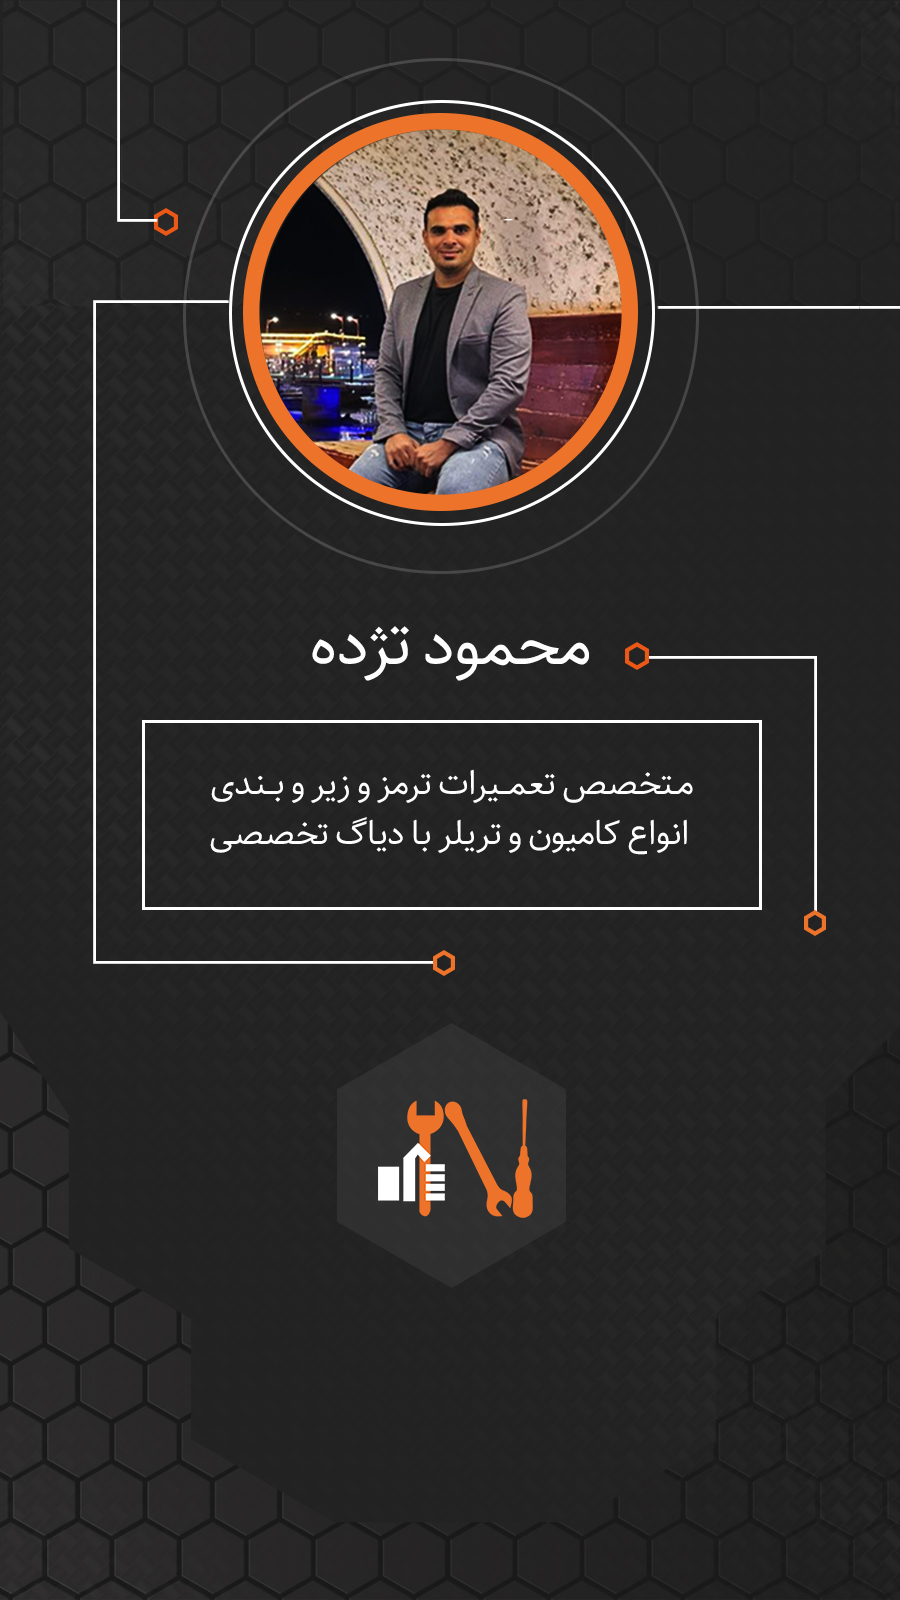 محمود تژده
متخصص تعمیرات ترمز و زیر و بندی
انواع کامیون و تریلر با دیاگ تخصصی